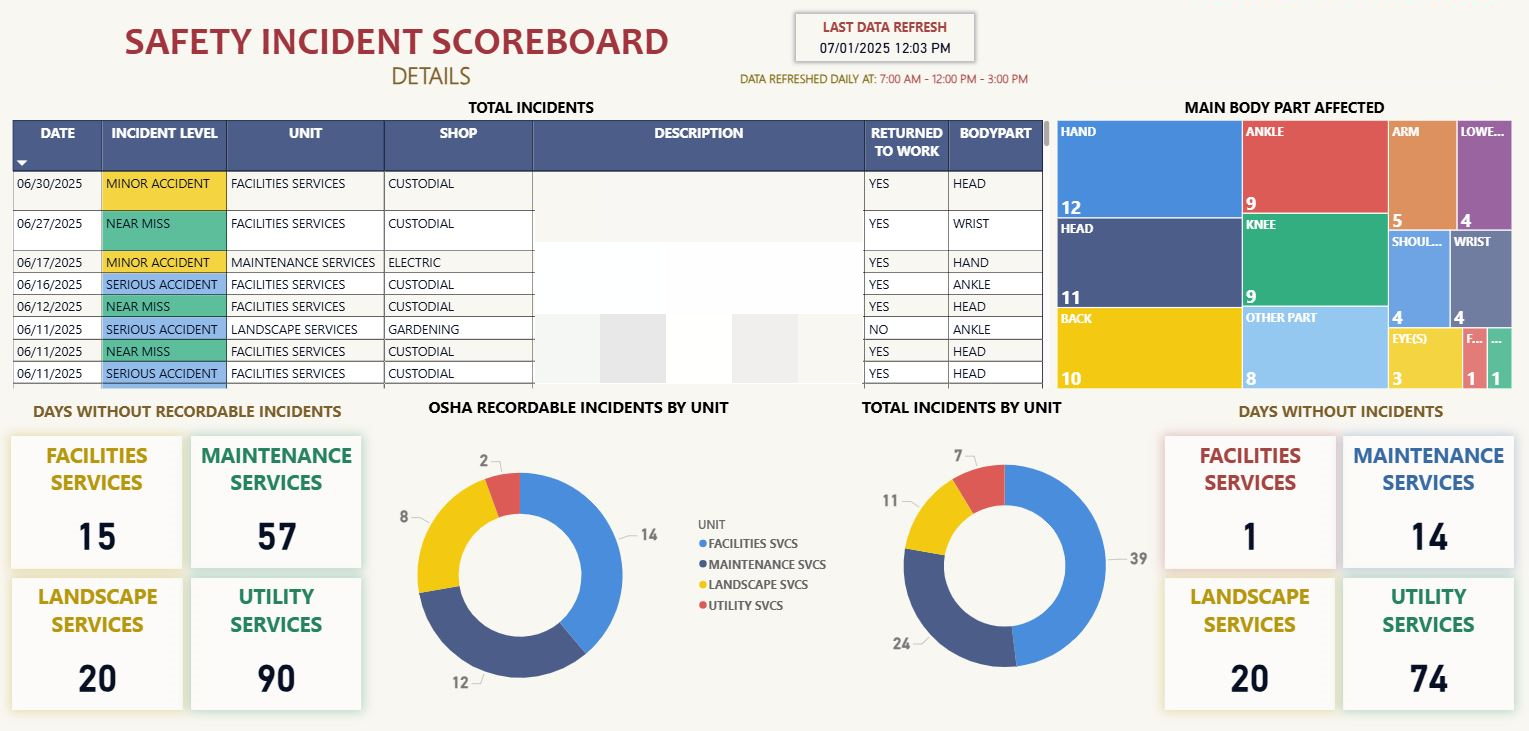 SAFETY INCIDENT SCOREBOARD
DETAILS
LAST DATA REFRESH
07/01/2025 12:03 PM
DATA REFRESHED DAILY AT: 7:00 AM - 12:00 PM - 3:00 PM
TOTAL INCIDENTS
DATE INCIDENT LEVEL UNIT SHOP DESCRIPTION RETURNED TO WORK BODYPART
06/30/2025 MINOR ACCIDENT FACILITIES SERVICES CUSTODIAL YES HEAD
06/27/2025 NEAR MISS FACILITIES SERVICES CUSTODIAL YES WRIST
06/17/2025 MINOR ACCIDENT MAINTENANCE SERVICES ELECTRIC YES HAND
06/16/2025 SERIOUS ACCIDENT FACILITIES SERVICES CUSTODIAL YES ANKLE
06/12/2025 NEAR MISS FACILITIES SERVICES CUSTODIAL YES HEAD
06/11/2025 SERIOUS ACCIDENT LANDSCAPE SERVICES GARDENING NO ANKLE
06/11/2025 NEAR MISS FACILITIES SERVICES CUSTODIAL YES HEAD
06/11/2025 SERIOUS ACCIDENT FACILITIES SERVICES CUSTODIAL YES HEAD
MAIN BODY PART AFFECTED
HAND
12
HEAD
11
BACK
10
ANKLE
9
KNEE
9
OTHER PART
8
ARM
5
LOWE...
4
SHOUL...
4
WRIST
4
EYE(S)
3
F...
1
...
1
DAYS WITHOUT RECORDABLE INCIDENTS
FACILITIES
SERVICES
15
MAINTENANCE
SERVICES
57
LANDSCAPE
SERVICES
20
UTILITY
SERVICES
90
OSHA RECORDABLE INCIDENTS BY UNIT
2
8
14
12
UNIT
FACILITIES SVCS
MAINTENANCE SVCS
LANDSCAPE SVCS
UTILITY SVCS
TOTAL INCIDENTS BY UNIT
7
11
39
24
DAYS WITHOUT INCIDENTS
FACILITIES
SERVICES
1
MAINTENANCE
SERVICES
14
LANDSCAPE
SERVICES
20
UTILITY
SERVICES
74